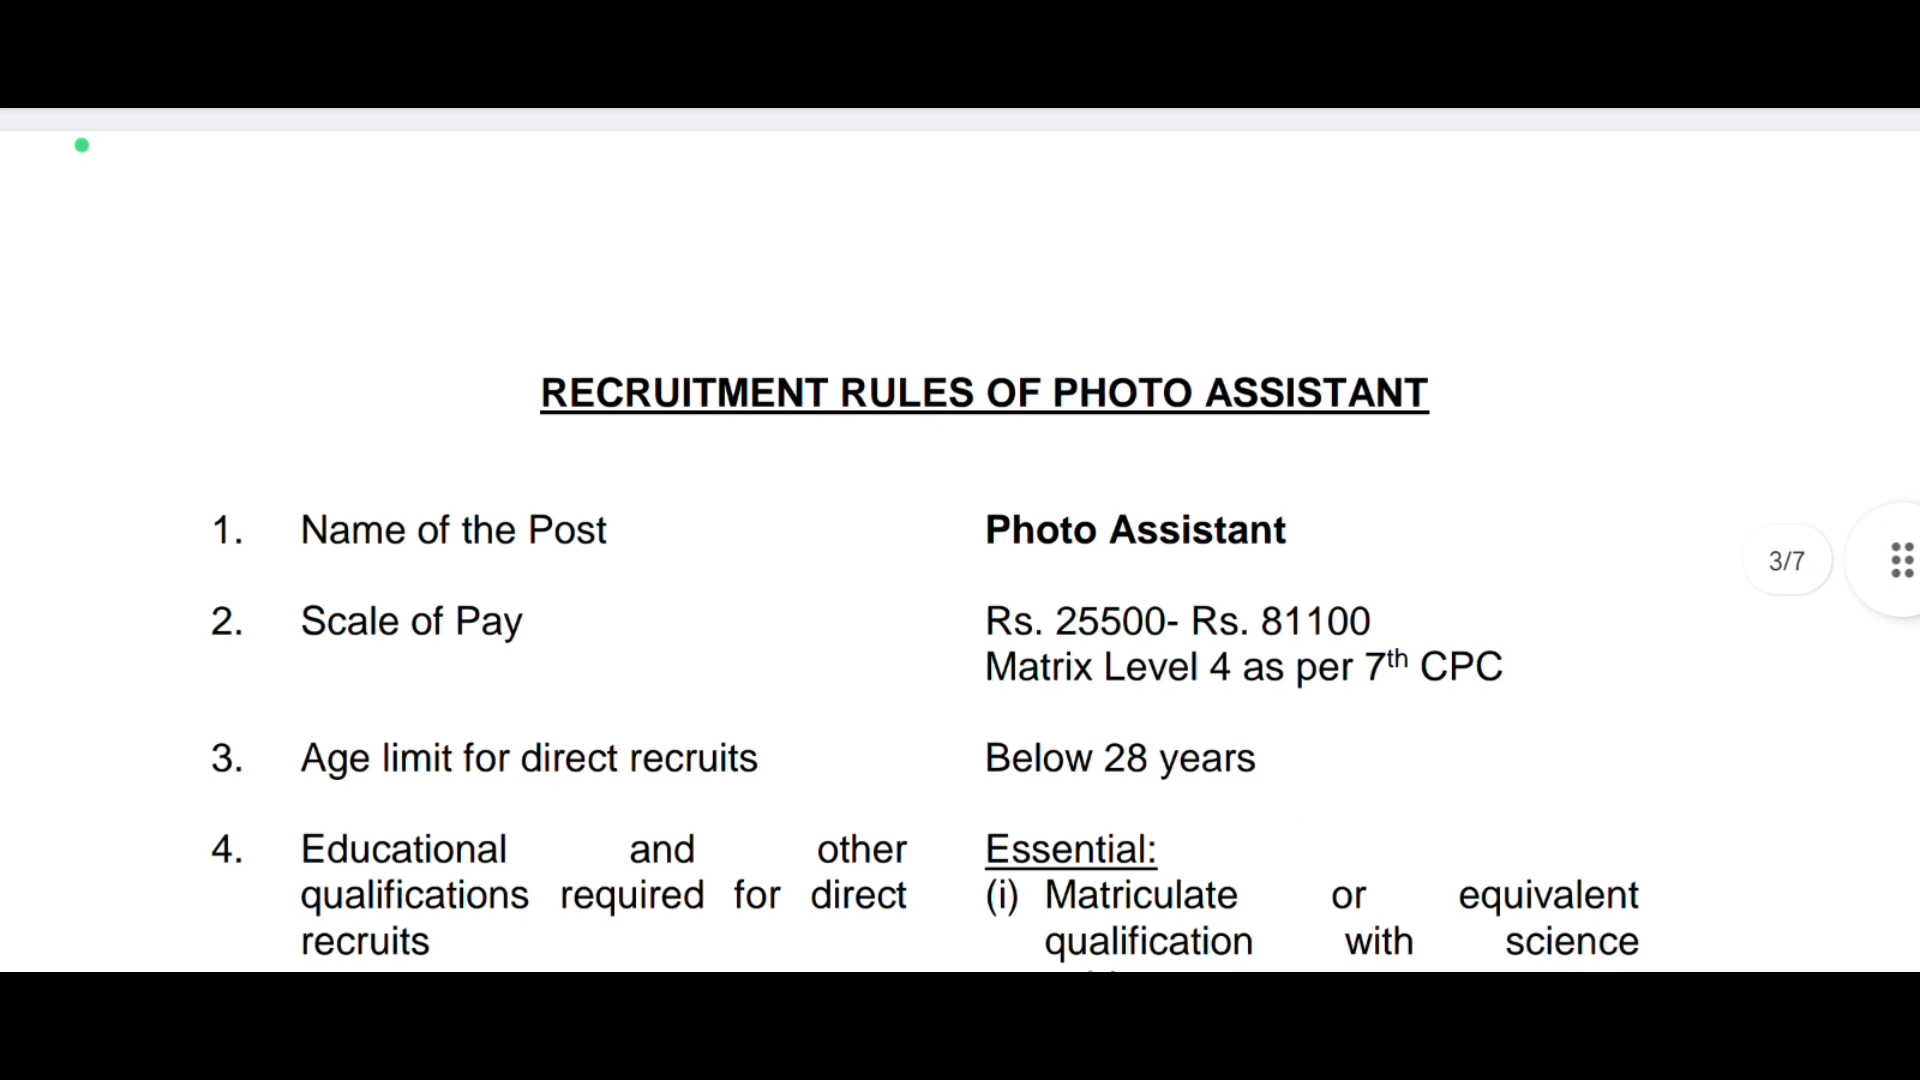 RECRUITMENT RULES OF PHOTO ASSISTANT
1. Name of the Post Photo Assistant
2. Scale of Pay Rs. 25500- Rs. 81100
Matrix Level 4 as per 7th CPC
3/7
3. Age limit for direct recruits Below 28 years
4. Educational and other Essential:
qualifications required for direct (i) Matriculate or equivalent
recruits qualification with science